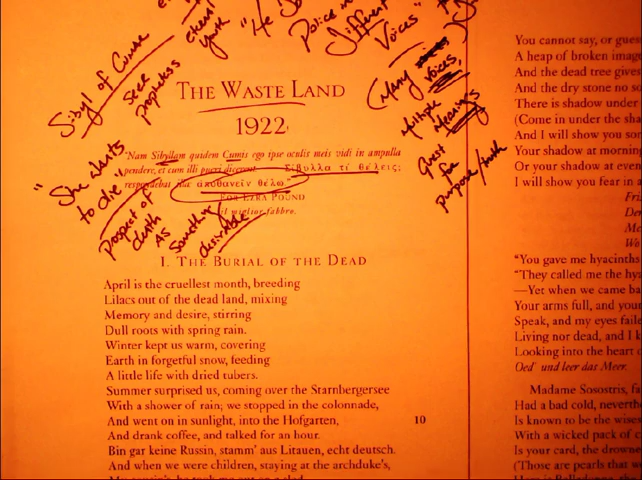 eternal
youth
"He Do
Police in
Different
Voices"
Sibyl of Cumae
seer
prophetess
(Many
voices,
Multiple
Meanings
Quest
for
purpose/truth
"She wants
to die"
Prospect of
death
as
something
desirable
THE WASTE LAND
1922
"Nam Sibyllam quidem Cumis ego ipse oculis meis vidi in ampulla
pendere, et cum illi pueri dicerent: Σίβυλλα τί θέλεις;
respondebat illa: ἀποθανεῖν θέλω."
FOR EZRA POUND
il miglior fabbro.
I. THE BURIAL OF THE DEAD
April is the cruellest month, breeding
Lilacs out of the dead land, mixing
Memory and desire, stirring
Dull roots with spring rain.
Winter kept us warm, covering
Earth in forgetful snow, feeding
A little life with dried tubers.
Summer surprised us, coming over the Starnbergersee
With a shower of rain; we stopped in the colonnade,
And went on in sunlight, into the Hofgarten, 10
And drank coffee, and talked for an hour.
Bin gar keine Russin, stamm' aus Litauen, echt deutsch.
And when we were children, staying at the archduke's,
You cannot say, or gues
A heap of broken image
And the dead tree give
And the dry stone no so
There is shadow under
(Come in under the sha
And I will show you so
Your shadow at mornin
Or your shadow at even
I will show you fear in a
Fris
Der
Me
Wo
"You gave me hyacinths
"They called me the hya
—Yet when we came ba
Your arms full, and your
Speak, and my eyes faile
Living nor dead, and I k
Looking into the heart o
Oed' und leer das Meer.
Madame Sosostris, fa
Had a bad cold, neverth
Is known to be the wises
With a wicked pack of c
Is your card, the drowne
(Those are pearls that w